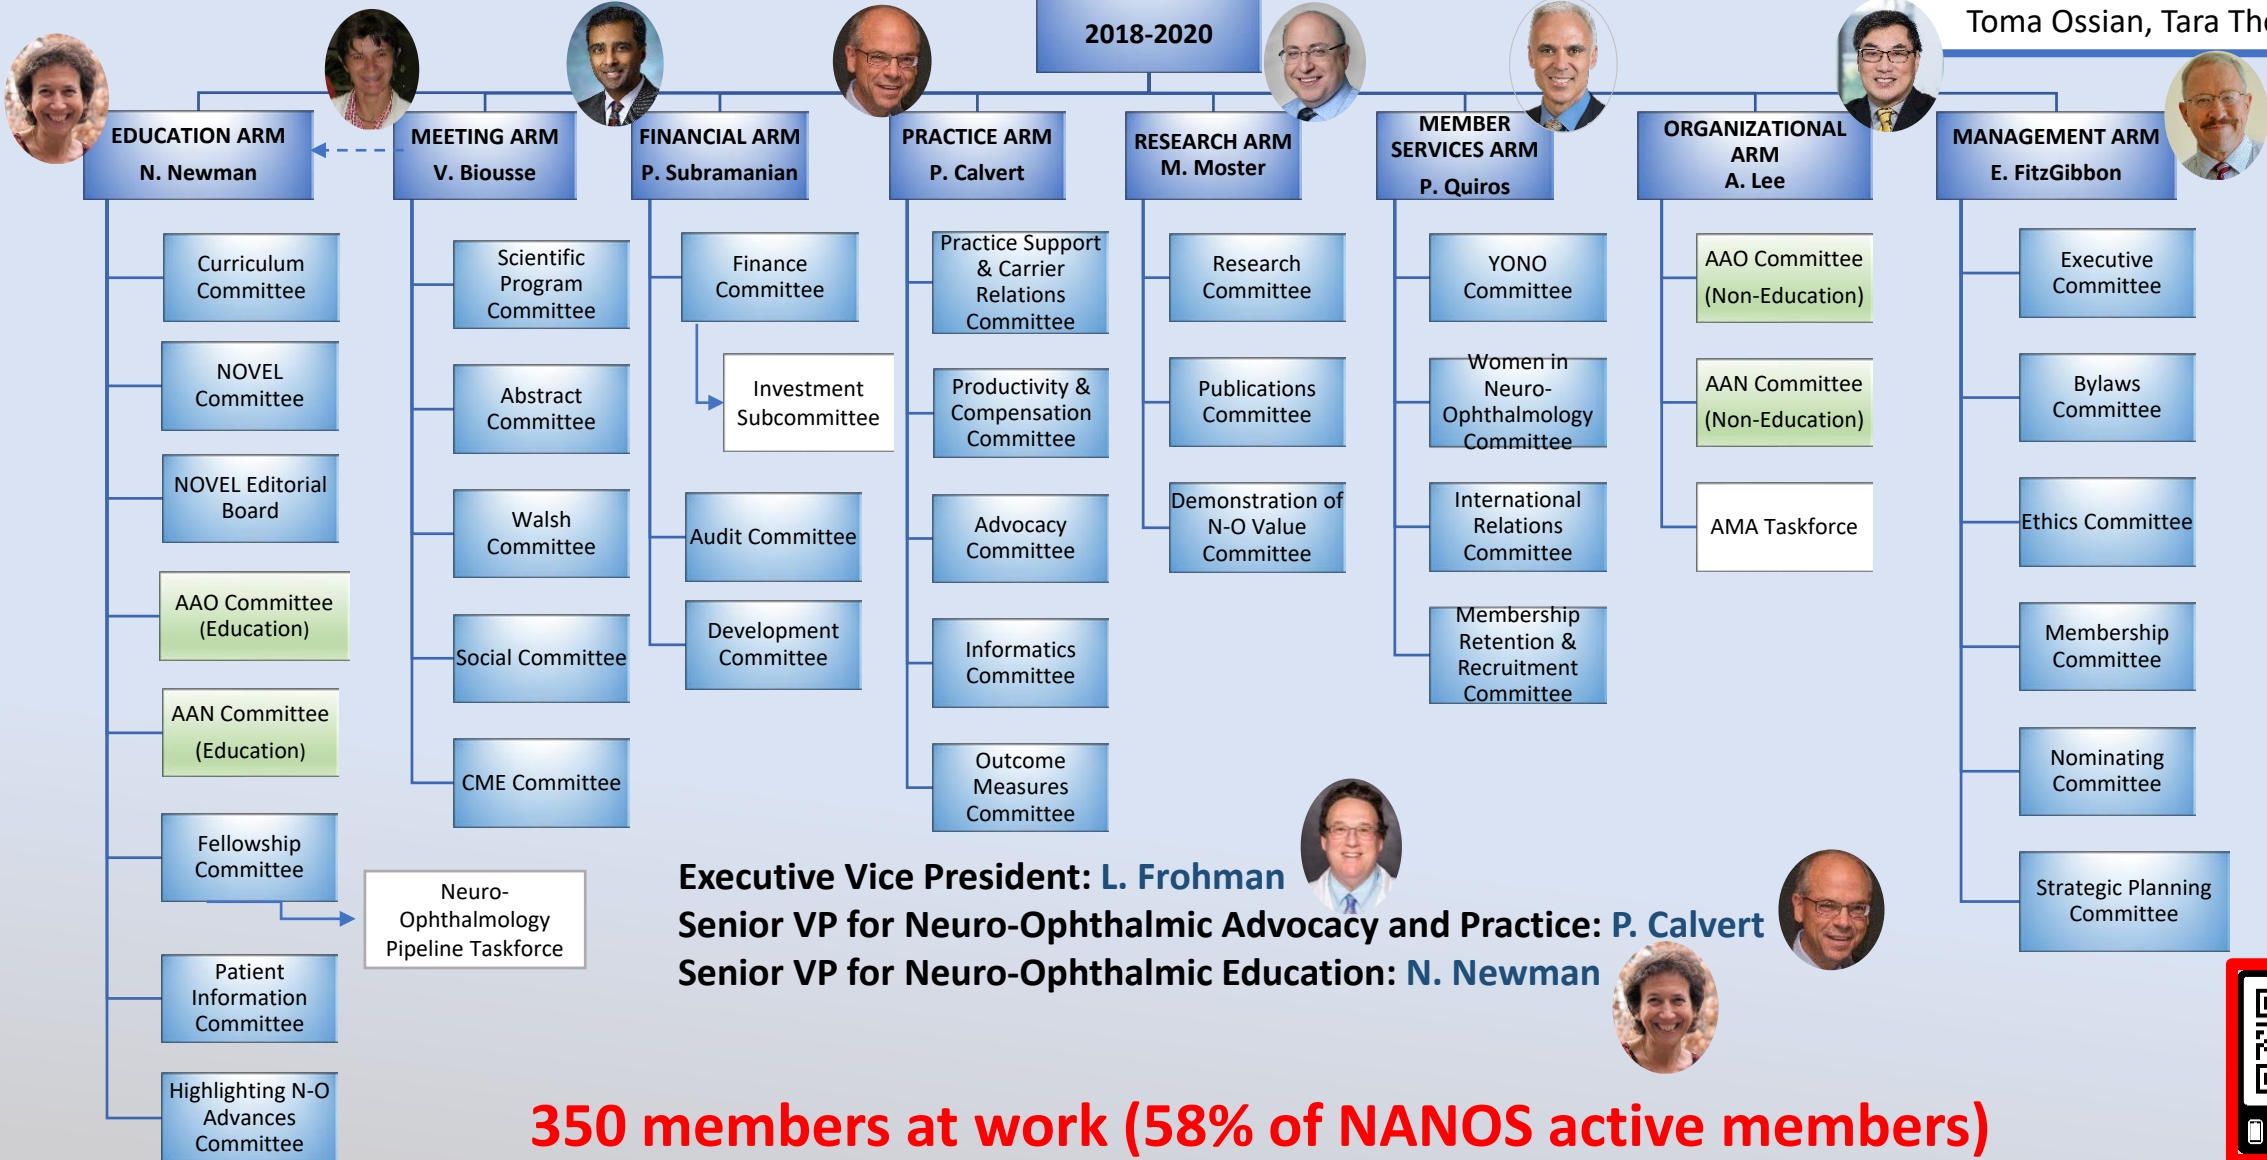 2018-2020
Toma Ossian, Tara
EDUCATION ARM
N. Newman
MEETING ARM
V. Biousse
FINANCIAL ARM
P. Subramanian
PRACTICE ARM
P. Calvert
RESEARCH ARM
M. Moster
MEMBER
SERVICES ARM
P. Quiros
ORGANIZATIONAL
ARM
A. Lee
MANAGEMENT ARM
E. FitzGibbon
Curriculum
Committee
NOVEL
Committee
NOVEL Editorial
Board
AAO Committee
(Education)
AAN Committee
(Education)
Fellowship
Committee
Neuro-
Ophthalmology
Pipeline Taskforce
Patient
Information
Committee
Highlighting N-O
Advances
Committee
Scientific
Program
Committee
Abstract
Committee
Walsh
Committee
Social Committee
CME Committee
Finance
Committee
Investment
Subcommittee
Audit Committee
Development
Committee
Practice Support
& Carrier
Relations
Committee
Productivity &
Compensation
Committee
Advocacy
Committee
Informatics
Committee
Outcome
Measures
Committee
Research
Committee
Publications
Committee
Demonstration of
N-O Value
Committee
YONO
Committee
Women in
Neuro-
Ophthalmology
Committee
International
Relations
Committee
Membership
Retention &
Recruitment
Committee
AAO Committee
(Non-Education)
AAN Committee
(Non-Education)
AMA Taskforce
Executive
Committee
Bylaws
Committee
Ethics Committee
Membership
Committee
Nominating
Committee
Strategic Planning
Committee
Executive Vice President: L. Frohman
Senior VP for Neuro-Ophthalmic Advocacy and Practice: P. Calvert
Senior VP for Neuro-Ophthalmic Education: N. Newman
350 members at work (58% of NANOS active members)